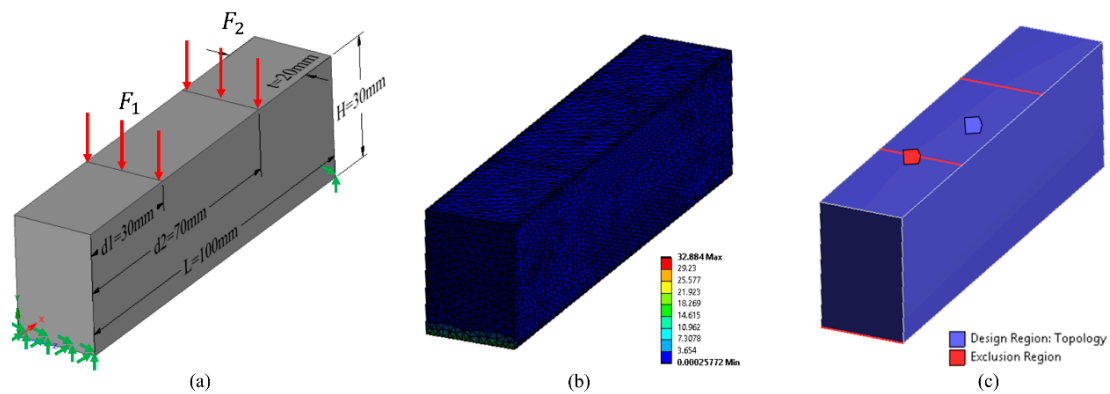 F₁
F₂
t=20mm
H=30mm
d1=30mm
d2=70mm
L=100mm
Y
X
(a)
32.884 Max
29.23
25.577
21.923
18.269
14.615
10.962
7.3078
3.654
0.00025772 Min
(b)
Design Region: Topology
Exclusion Region
(c)